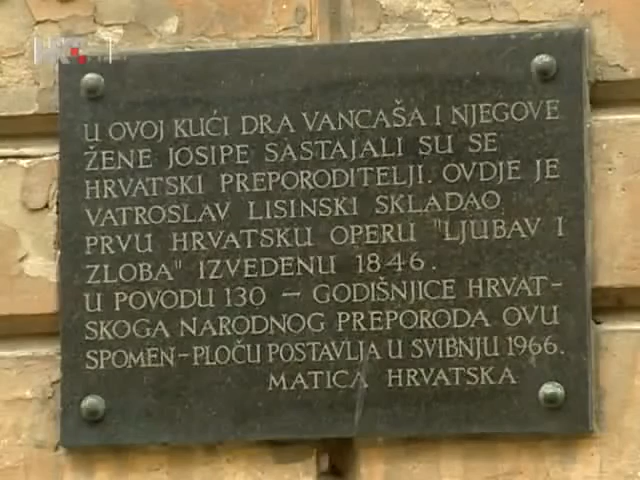 HRT
U OVOJ KUĆI DRA VANCAŠA I NJEGOVE
ŽENE JOSIPE SASTAJALI SU SE
HRVATSKI PREPORODITELJI. OVDJE JE
VATROSLAV LISINSKI SKLADAO
PRVU HRVATSKU OPERU "LJUBAV I
ZLOBA" IZVEDENU 1846.
U POVODU 130 - GODIŠNJICE HRVAT-
SKOGA NARODNOG PREPORODA OVU
SPOMEN-PLOČU POSTAVLJA U SVIBNJU 1966.
MATICA HRVATSKA